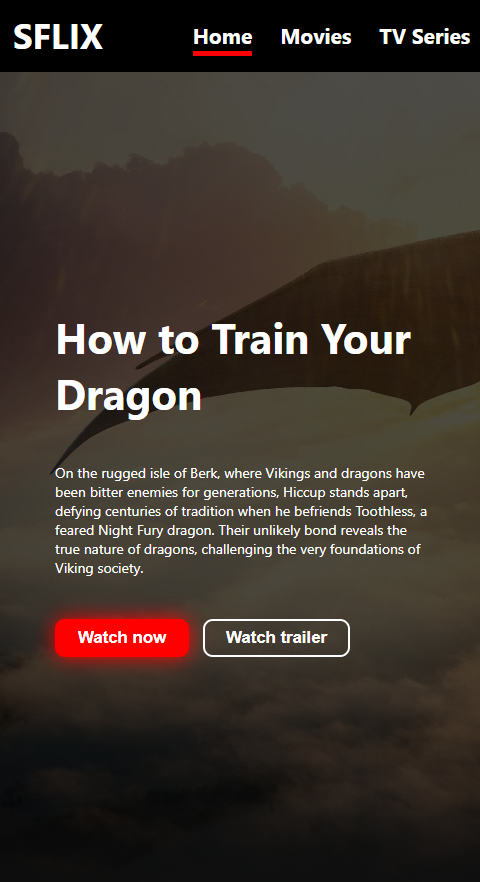 SFLIX
Home Movies TV Series
How to Train Your
Dragon
On the rugged isle of Berk, where Vikings and dragons have
been bitter enemies for generations, Hiccup stands apart,
defying centuries of tradition when he befriends Toothless, a
feared Night Fury dragon. Their unlikely bond reveals the
true nature of dragons, challenging the very foundations of
Viking society.
Watch now Watch trailer